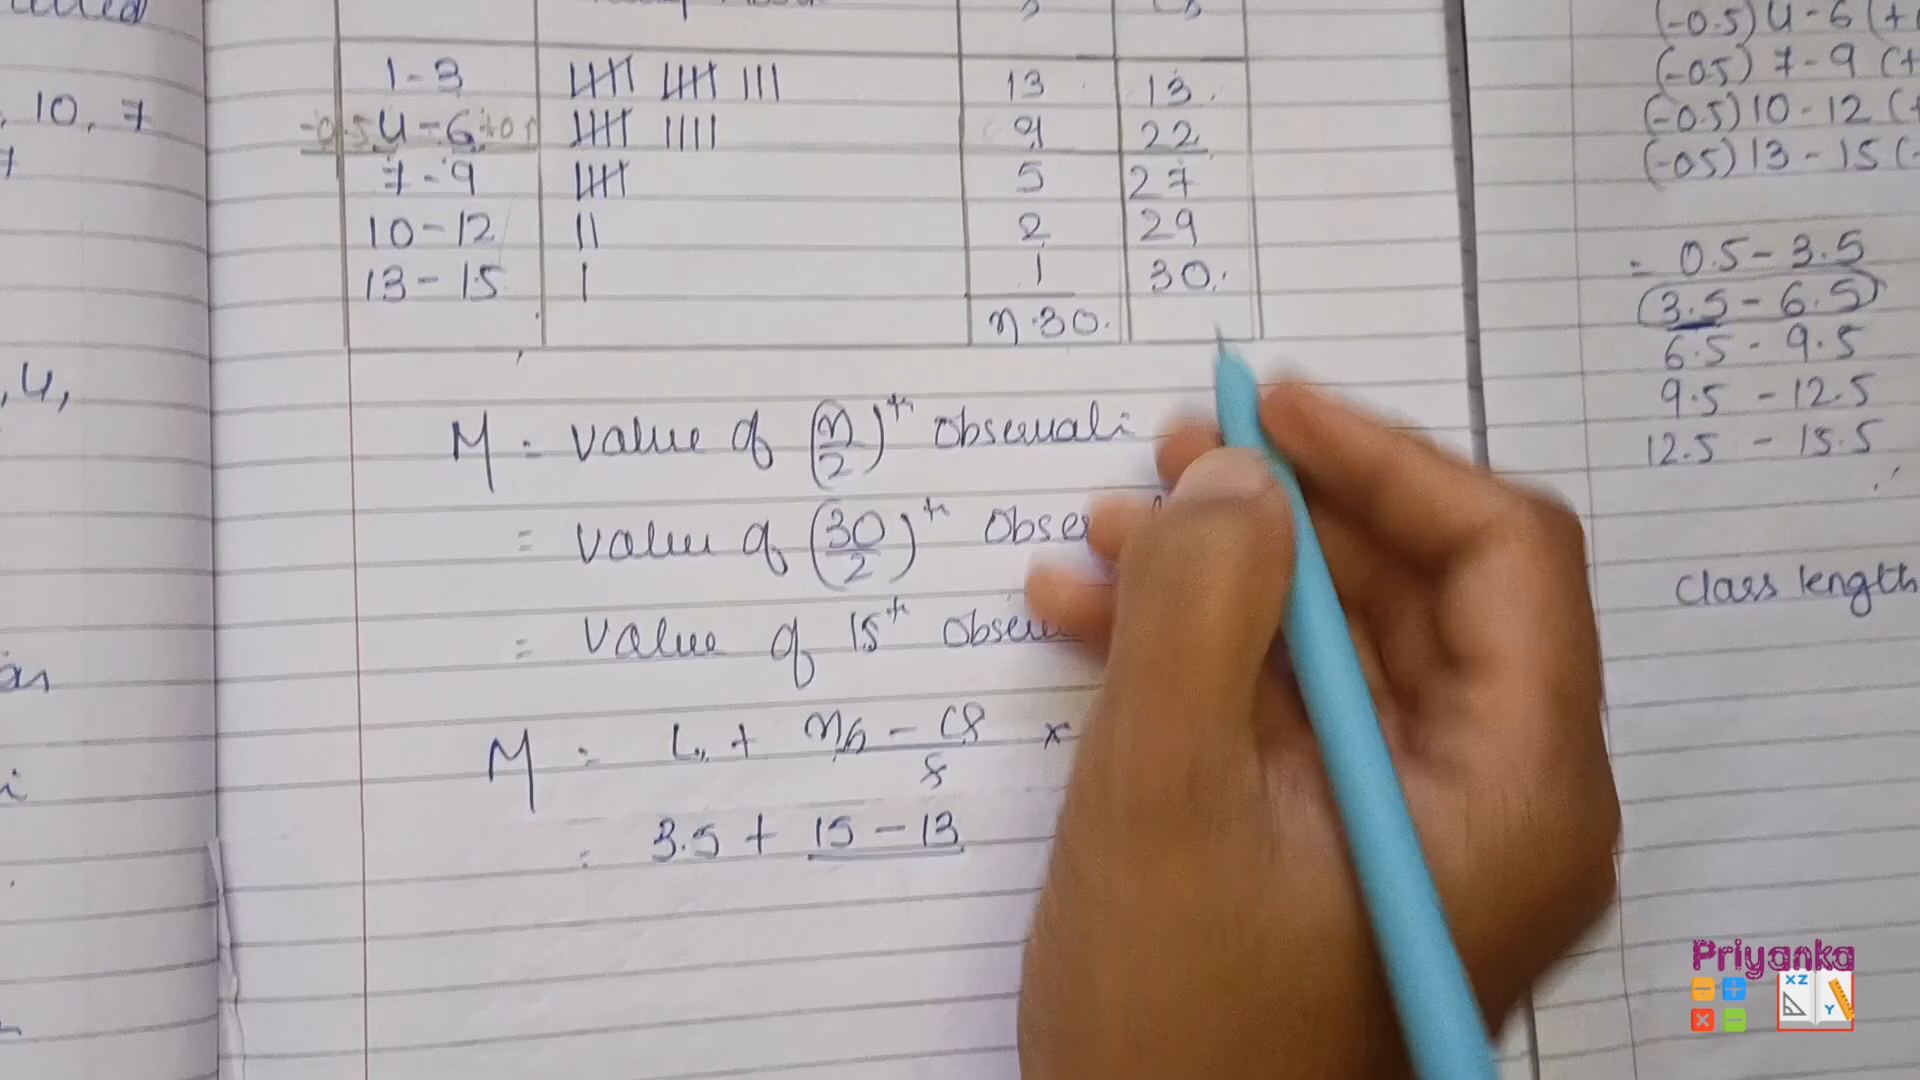 10, 7
4,
1-3 13 13
-0.5 4-6 +0 9 22
7-9 5 27
10-12 2 29
13-15 1 30
n.30.
M = value of (n/2)th Observati
= value of (30/2)th Obser
= value of 15th Obser
M = L + n/2 - cf ×
f
= 3.5 + 15 - 13
(-0.5) 4-6 (+
(-05) 7-9 (+
(-0.5) 10-12 (+
(-05) 13-15 (-
= 0.5 - 3.5
(3.5 - 6.5)
6.5 - 9.5
9.5 - 12.5
12.5 - 15.5
class length
Priyanka
XZ
Y